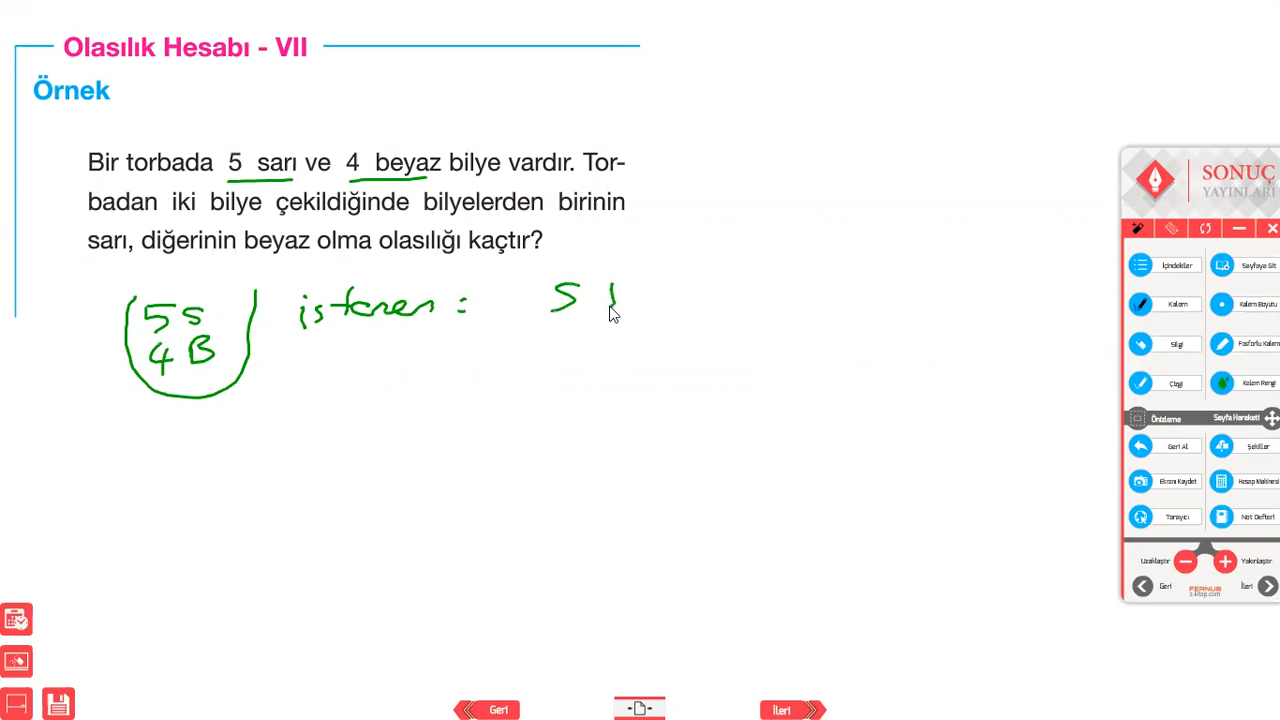 Olasılık Hesabı - VII
Örnek
Bir torbada 5 sarı ve 4 beyaz bilye vardır. Tor-
badan iki bilye çekildiğinde bilyelerden birinin
sarı, diğerinin beyaz olma olasılığı kaçtır?
5S
4B
istenen : S
SONUÇ
YAYINLARI
İçindekiler
Sayfaya Git
Kalem
Kalem Boyutu
Silgi
Fosforlu Kalem
Çizgi
Kalem Rengi
Önizleme
Sayfa Hareketi
Geri Al
Şekiller
Ekranı Kaydet
Hesap Makinesi
Tarayıcı
Not Defteri
Uzaklaştır
Yakınlaştır
Geri
FERNUS
z-kitap.com
İleri
Geri
İleri